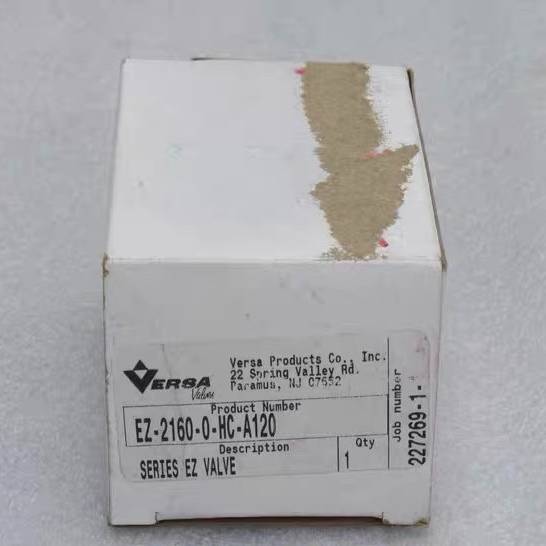 VERSA
Valves
Versa Products Co., Inc.
22 Spring Valley Rd.
Paramus, NJ 07652
Product Number
EZ-2160-0-HC-A120
Description
SERIES EZ VALVE
Qty
1
Job number
227269-1-